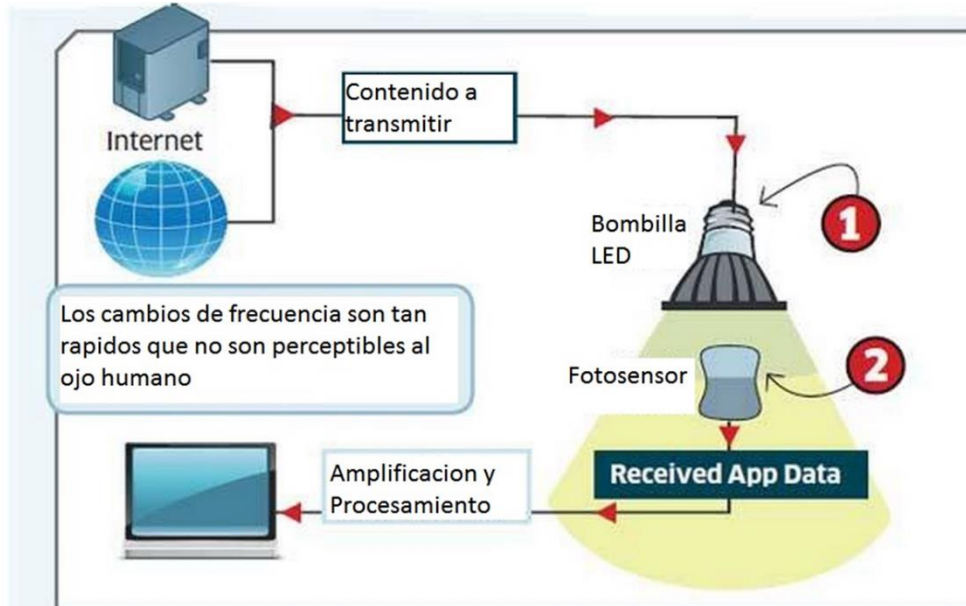 Internet
Contenido a
transmitir
Bombilla
LED
1
Los cambios de frecuencia son tan
rapidos que no son perceptibles al
ojo humano
Fotosensor
2
Received App Data
Amplificacion y
Procesamiento